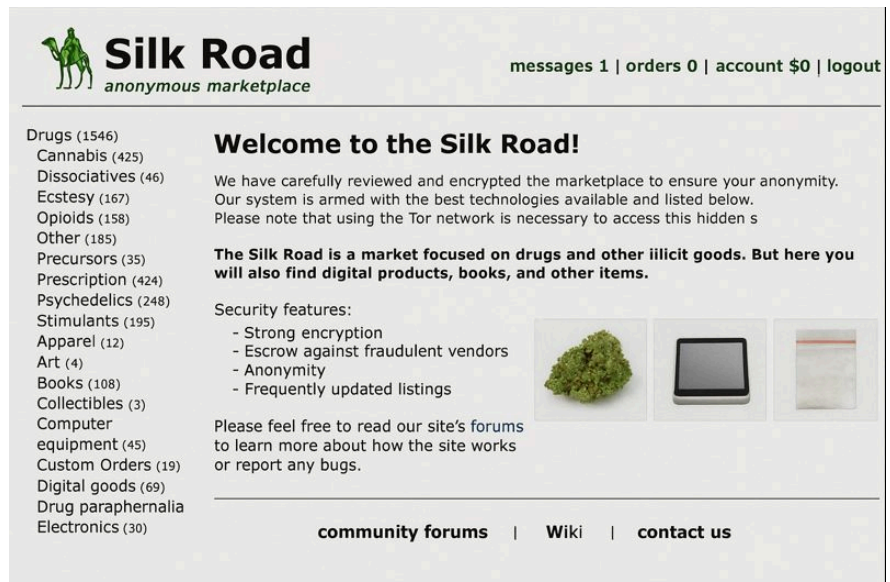 Silk Road
anonymous marketplace
messages 1 | orders 0 | account $0 | logout
Drugs (1546)
Cannabis (425)
Dissociatives (46)
Ecstesy (167)
Opioids (158)
Other (185)
Precursors (35)
Prescription (424)
Psychedelics (248)
Stimulants (195)
Apparel (12)
Art (4)
Books (108)
Collectibles (3)
Computer
equipment (45)
Custom Orders (19)
Digital goods (69)
Drug paraphernalia
Electronics (30)
Welcome to the Silk Road!
We have carefully reviewed and encrypted the marketplace to ensure your anonymity.
Our system is armed with the best technologies available and listed below.
Please note that using the Tor network is necessary to access this hidden s
The Silk Road is a market focused on drugs and other iilicit goods. But here you
will also find digital products, books, and other items.
Security features:
- Strong encryption
- Escrow against fraudulent vendors
- Anonymity
- Frequently updated listings
Please feel free to read our site's forums
to learn more about how the site works
or report any bugs.
community forums | Wiki | contact us